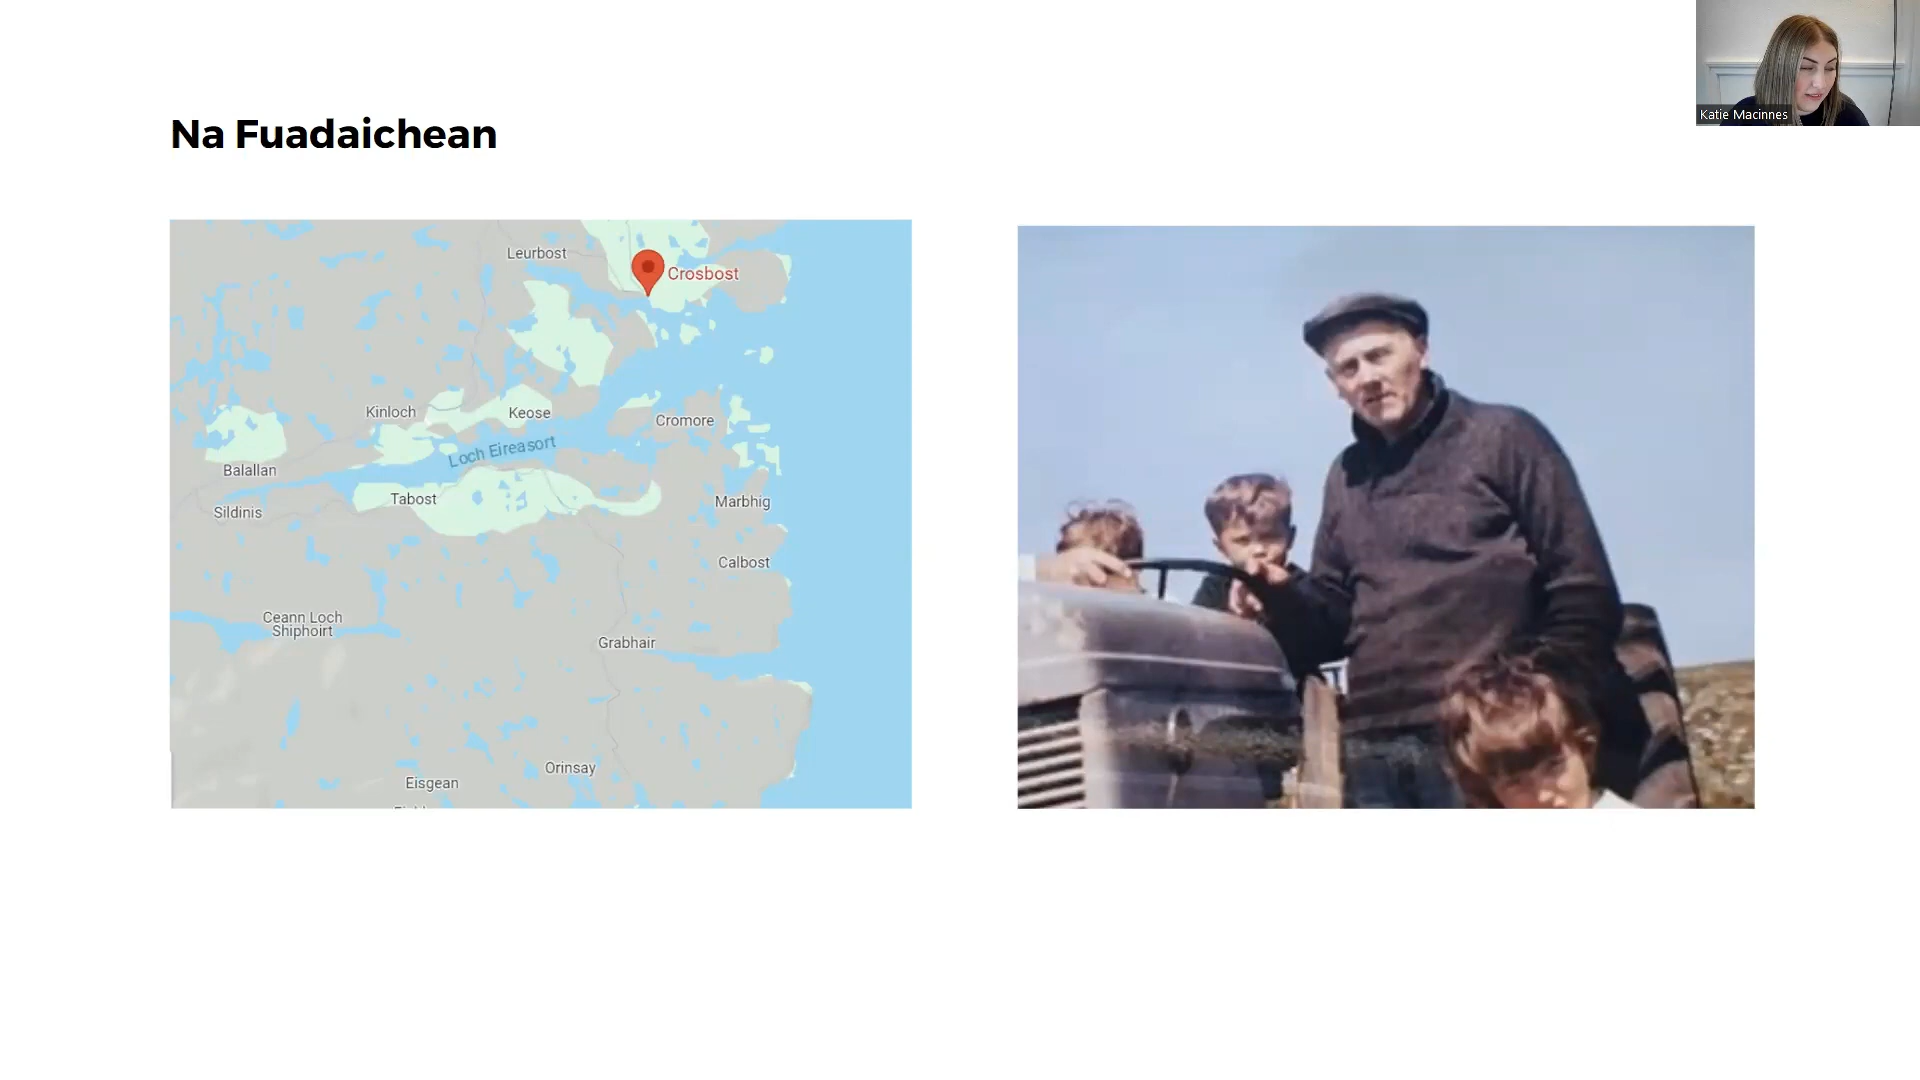 Katie Macinnes
Na Fuadaichean
Leurbost
Crosbost
Kinloch
Keose
Cromore
Loch Eireasort
Balallan
Tabost
Marbhig
Sildinis
Calbost
Ceann Loch
Shiphoirt
Grabhair
Orinsay
Eisgean